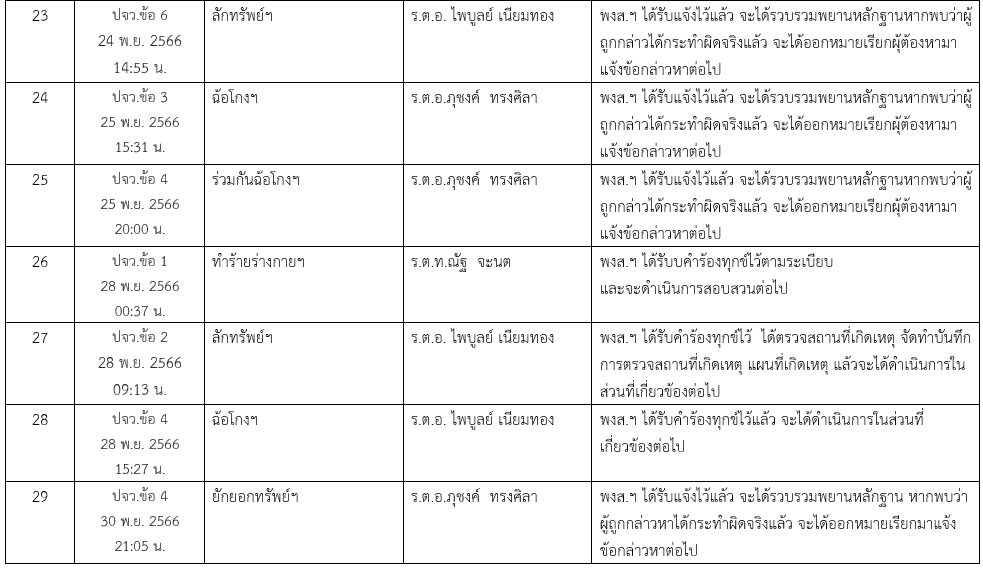 23 ปจว.ข้อ 6 ลักทรัพย์ฯ ร.ต.อ. ไพบูลย์ เนียมทอง พงส.ฯ ได้รับแจ้งไว้แล้ว จะได้รวบรวมพยานหลักฐานหากพบว่าผู้
24 พ.ย. 2566 ถูกกล่าวได้กระทำผิดจริงแล้ว จะได้ออกหมายเรียกผู้ต้องหามา
14:55 น. แจ้งข้อกล่าวหาต่อไป
24 ปจว.ข้อ 3 ฉ้อโกงฯ ร.ต.อ.ภุชงค์ ทรงศิลา พงส.ฯ ได้รับแจ้งไว้แล้ว จะได้รวบรวมพยานหลักฐานหากพบว่าผู้
25 พ.ย. 2566 ถูกกล่าวได้กระทำผิดจริงแล้ว จะได้ออกหมายเรียกผู้ต้องหามา
15:31 น. แจ้งข้อกล่าวหาต่อไป
25 ปจว.ข้อ 4 ร่วมกันฉ้อโกงฯ ร.ต.อ.ภุชงค์ ทรงศิลา พงส.ฯ ได้รับแจ้งไว้แล้ว จะได้รวบรวมพยานหลักฐานหากพบว่าผู้
25 พ.ย. 2566 ถูกกล่าวได้กระทำผิดจริงแล้ว จะได้ออกหมายเรียกผู้ต้องหามา
20:00 น. แจ้งข้อกล่าวหาต่อไป
26 ปจว.ข้อ 1 ทำร้ายร่างกายฯ ร.ต.ท.ณัฐ จะนต พงส.ฯ ได้รับบคำร้องทุกข์ไว้ตามระเบียบ
28 พ.ย. 2566 และจะดำเนินการสอบสวนต่อไป
00:37 น.
27 ปจว.ข้อ 2 ลักทรัพย์ฯ ร.ต.อ. ไพบูลย์ เนียมทอง พงส.ฯ ได้รับคำร้องทุกข์ไว้ ได้ตรวจสถานที่เกิดเหตุ จัดทำบันทึก
28 พ.ย. 2566 การตรวจสถานที่เกิดเหตุ แผนที่เกิดเหตุ แล้วจะได้ดำเนินการใน
09:13 น. ส่วนที่เกี่ยวข้องต่อไป
28 ปจว.ข้อ 4 ฉ้อโกงฯ ร.ต.อ. ไพบูลย์ เนียมทอง พงส.ฯ ได้รับคำร้องทุกข์ไว้แล้ว จะได้ดำเนินการในส่วนที่
28 พ.ย. 2566 เกี่ยวข้องต่อไป
15:27 น.
29 ปจว.ข้อ 4 ยักยอกทรัพย์ฯ ร.ต.อ.ภุชงค์ ทรงศิลา พงส.ฯ ได้รับแจ้งไว้แล้ว จะได้รวบรวมพยานหลักฐาน หากพบว่า
30 พ.ย. 2566 ผู้ถูกกล่าวหาได้กระทำผิดจริงแล้ว จะได้ออกหมายเรียกมาแจ้ง
21:05 น. ข้อกล่าวหาต่อไป